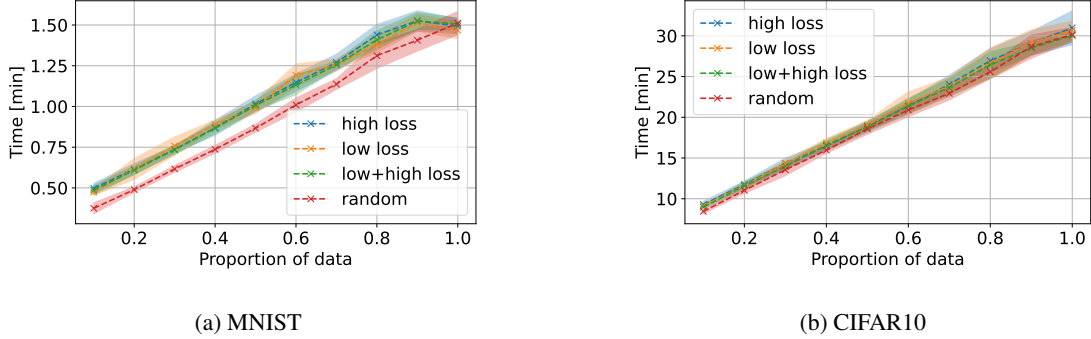 1.50
1.25
1.00
0.75
0.50
Time [min]
high loss
low loss
low+high loss
random
0.2 0.4 0.6 0.8 1.0
Proportion of data
(a) MNIST
30
25
20
15
10
Time [min]
high loss
low loss
low+high loss
random
0.2 0.4 0.6 0.8 1.0
Proportion of data
(b) CIFAR10